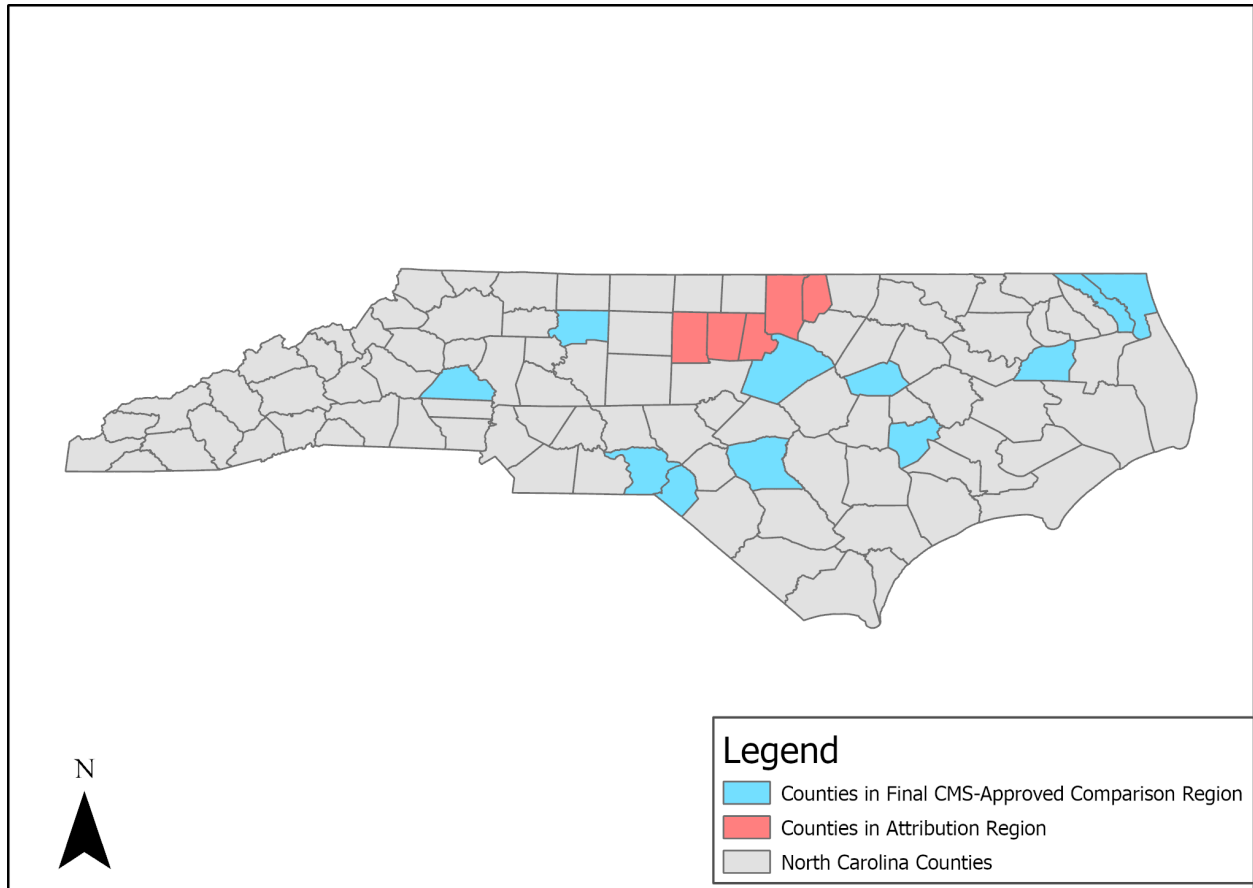 N
Legend
Counties in Final CMS-Approved Comparison Region
Counties in Attribution Region
North Carolina Counties